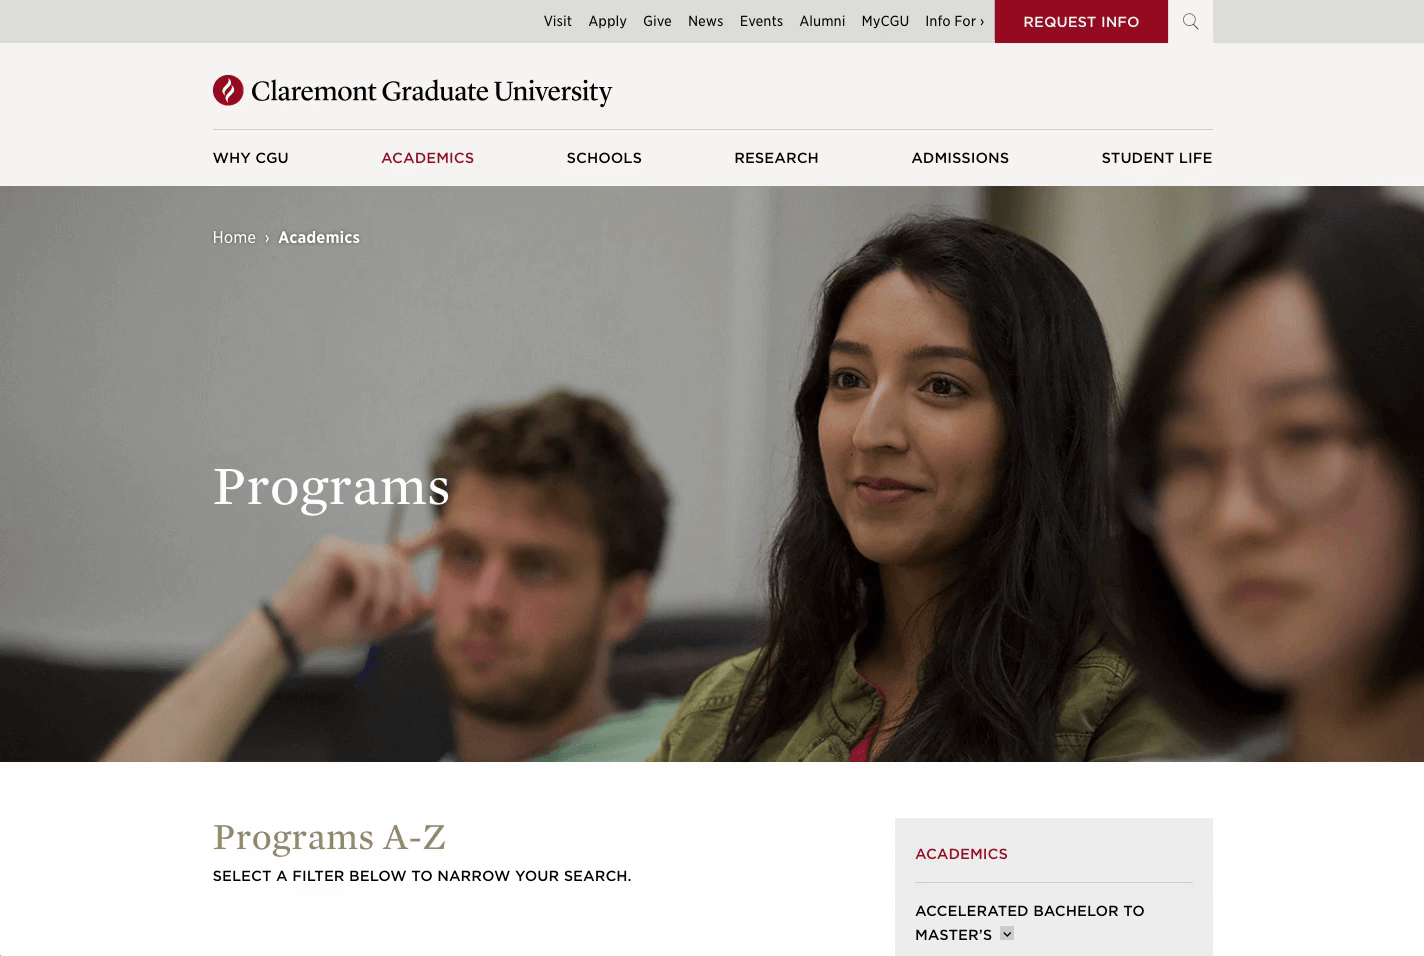 Visit Apply Give News Events Alumni MyCGU Info For › REQUEST INFO
Claremont Graduate University
WHY CGU ACADEMICS SCHOOLS RESEARCH ADMISSIONS STUDENT LIFE
Home › Academics
Programs
Programs A-Z
SELECT A FILTER BELOW TO NARROW YOUR SEARCH.
ACADEMICS
ACCELERATED BACHELOR TO
MASTER’S